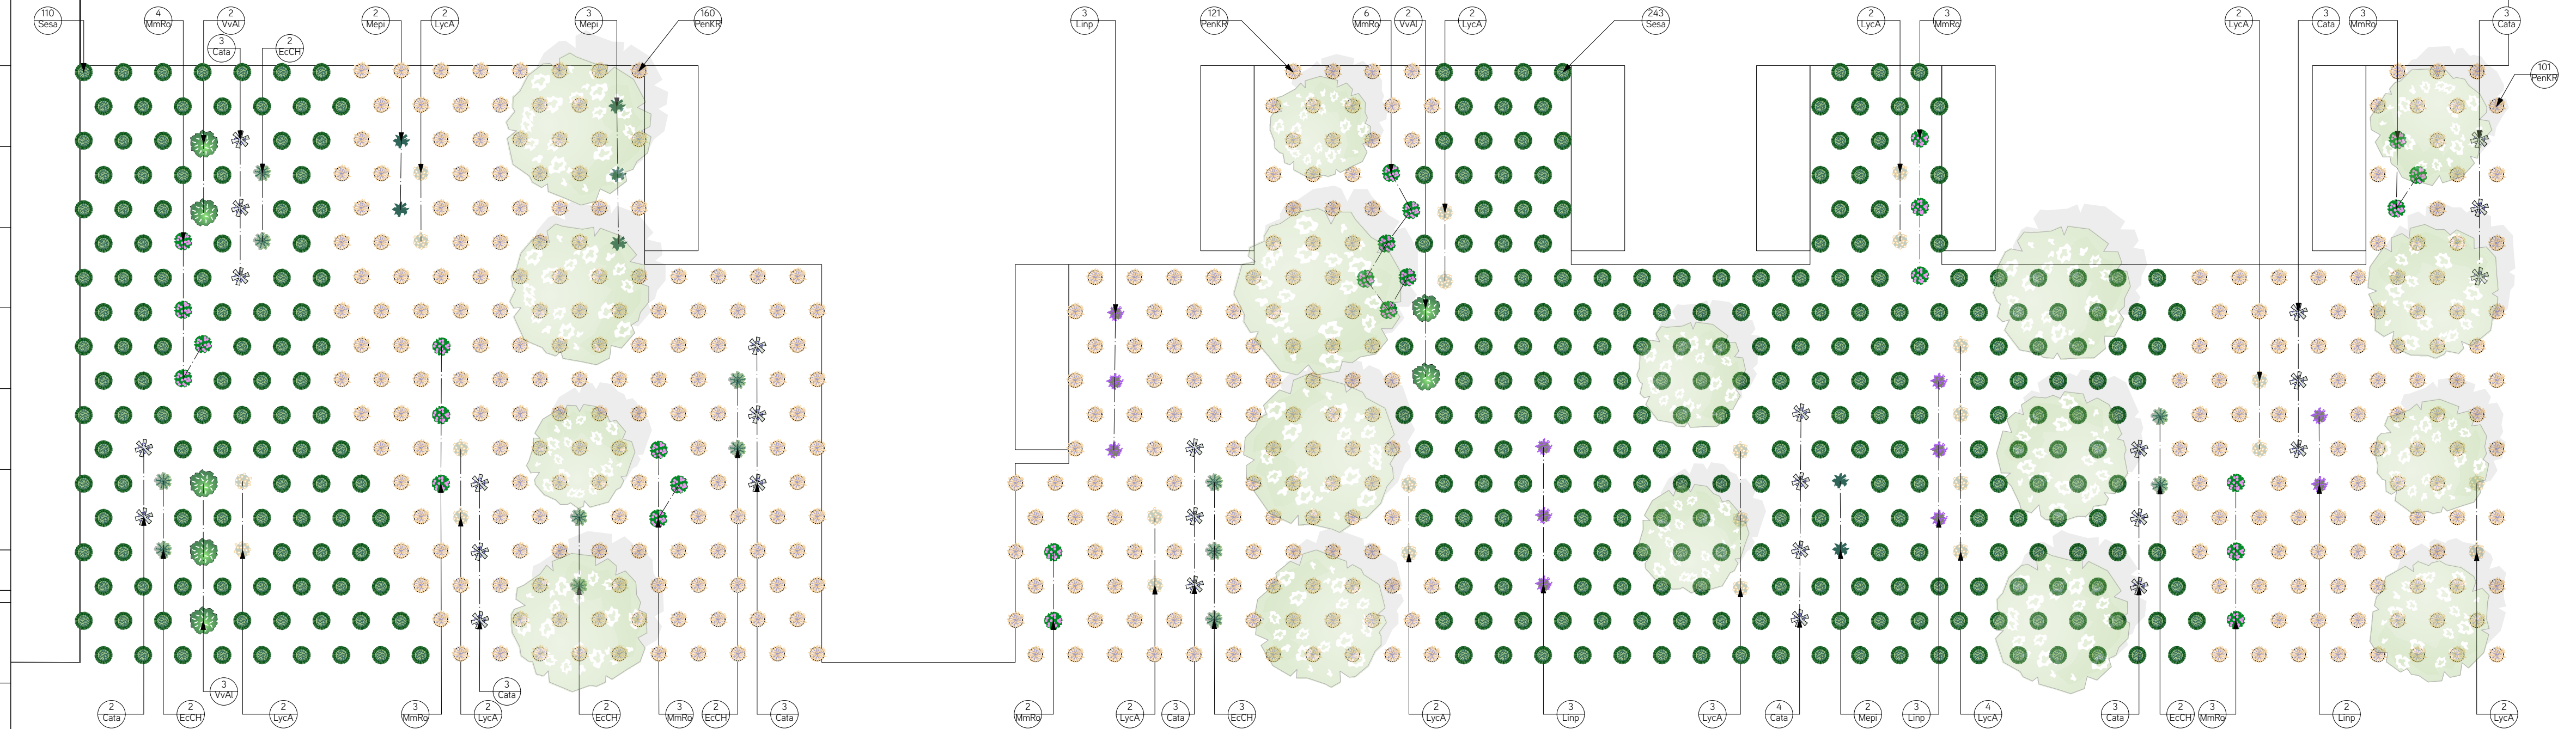 110
Sesa
4
MmRo
2
VvAl
3
Cata
2
EcCH
2
Mepi
2
LycA
3
Mepi
160
PenKR
3
Linp
121
PenKR
6
MmRo
2
VvAl
2
LycA
243
Sesa
2
LycA
3
MmRo
2
LycA
3
Cata
3
MmRo
3
Cata
101
PenKR
2
Cata
2
EcCH
3
VvAl
2
LycA
3
MmRo
2
LycA
3
Cata
2
EcCH
3
MmRo
2
EcCH
3
Cata
2
MmRo
2
LycA
3
Cata
3
EcCH
2
LycA
3
Linp
3
LycA
4
Cata
2
Mepi
3
Linp
4
LycA
3
Cata
2
EcCH
3
MmRo
2
Linp
2
LycA